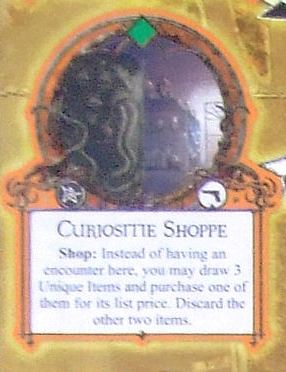 CURIOSITIE SHOPPE
Shop: Instead of having an
encounter here, you may draw 3
Unique Items and purchase one of
them for its list price. Discard the
other two items.